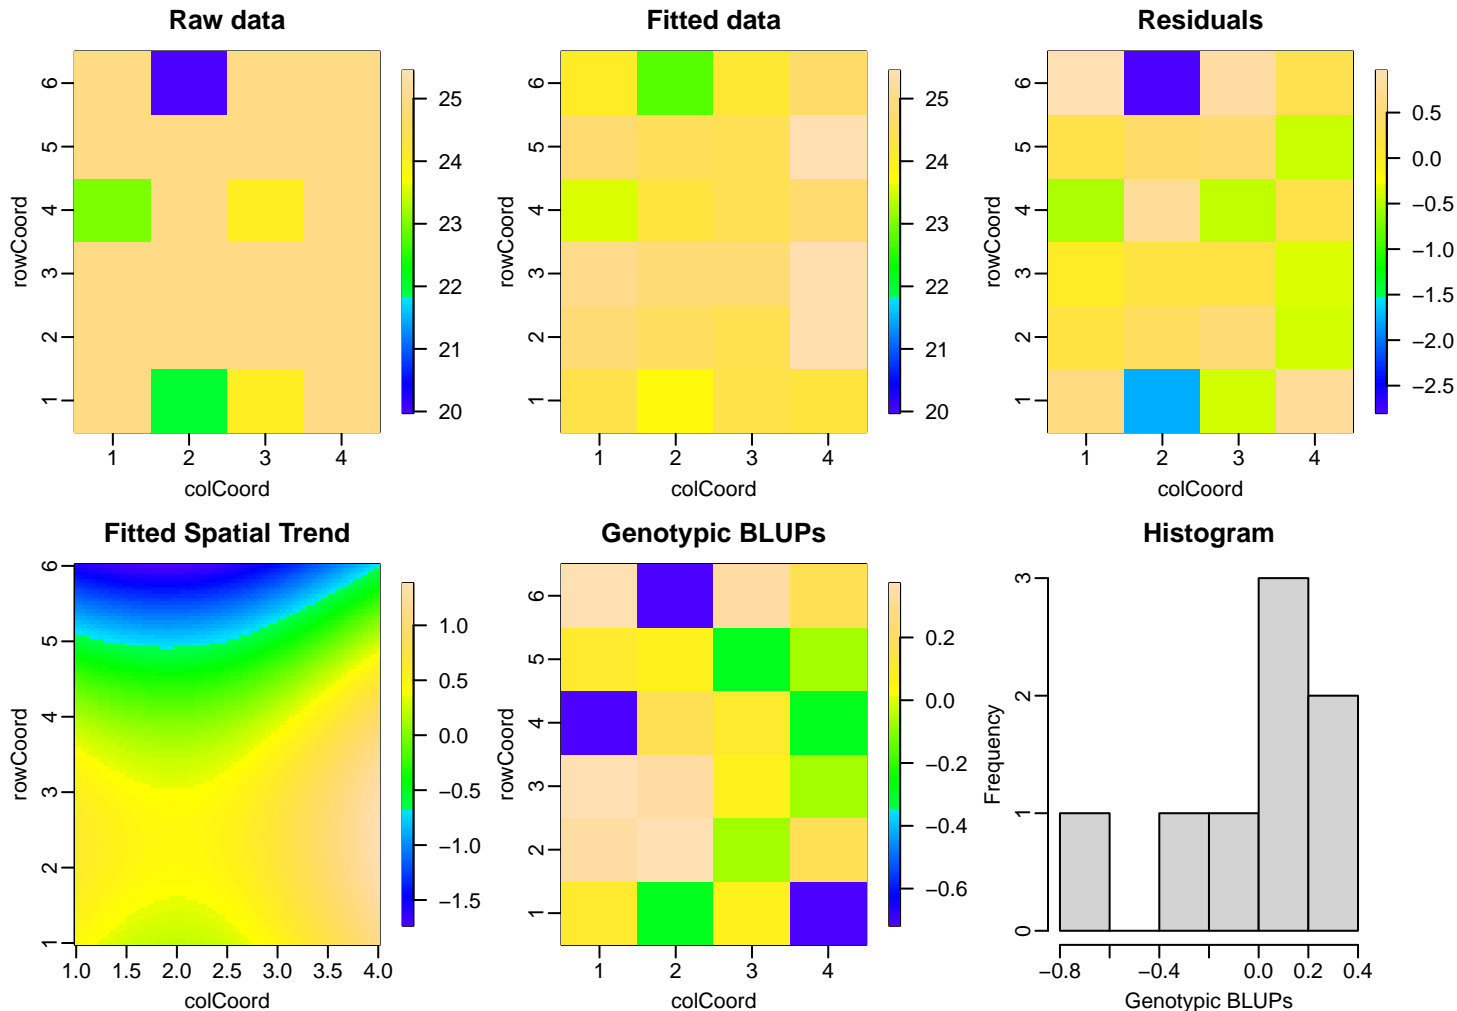 Raw data
rowCoord
6
5
4
3
2
1
1 2 3 4
colCoord
25
24
23
22
21
20
Fitted data
rowCoord
6
5
4
3
2
1
1 2 3 4
colCoord
25
24
23
22
21
20
Residuals
rowCoord
6
5
4
3
2
1
1 2 3 4
colCoord
0.5
0.0
−0.5
−1.0
−1.5
−2.0
−2.5
Fitted Spatial Trend
rowCoord
6
5
4
3
2
1
1.0 1.5 2.0 2.5 3.0 3.5 4.0
colCoord
1.0
0.5
0.0
−0.5
−1.0
−1.5
Genotypic BLUPs
rowCoord
6
5
4
3
2
1
1 2 3 4
colCoord
0.2
0.0
−0.2
−0.4
−0.6
Histogram
Frequency
3
2
1
0
−0.8 −0.4 0.0 0.2 0.4
Genotypic BLUPs